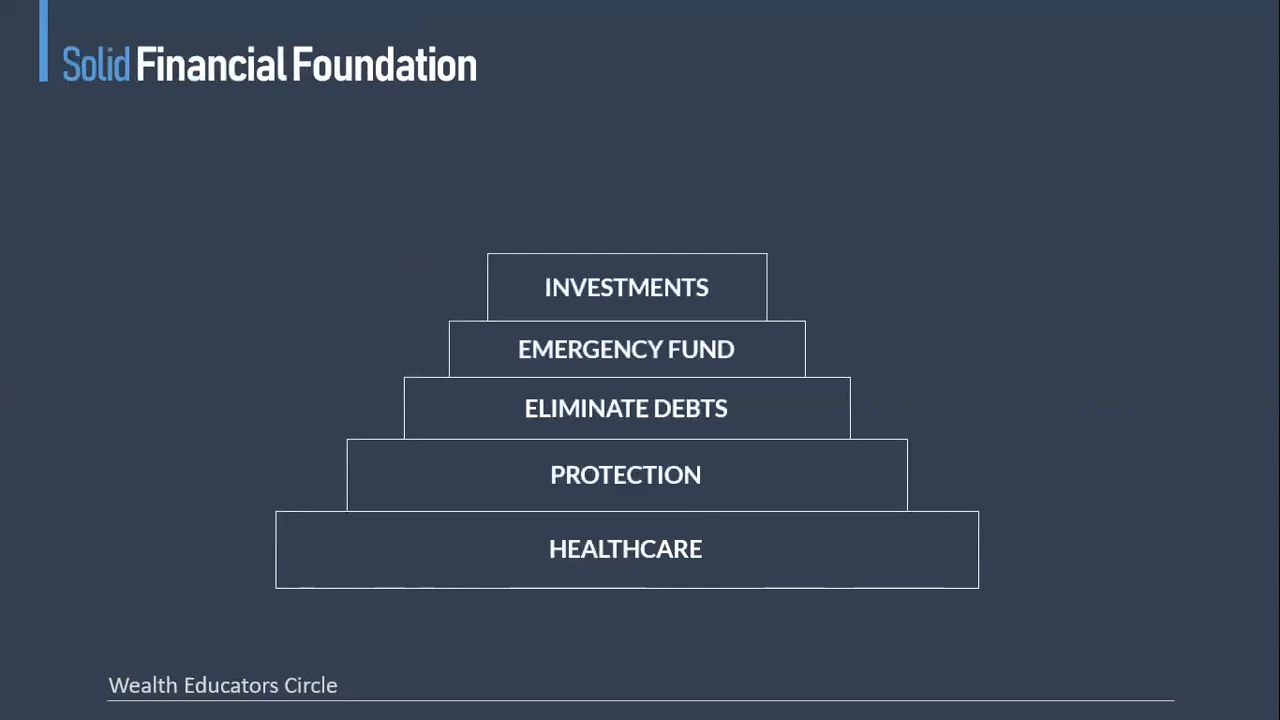 Solid Financial Foundation
INVESTMENTS
EMERGENCY FUND
ELIMINATE DEBTS
PROTECTION
HEALTHCARE
Wealth Educators Circle